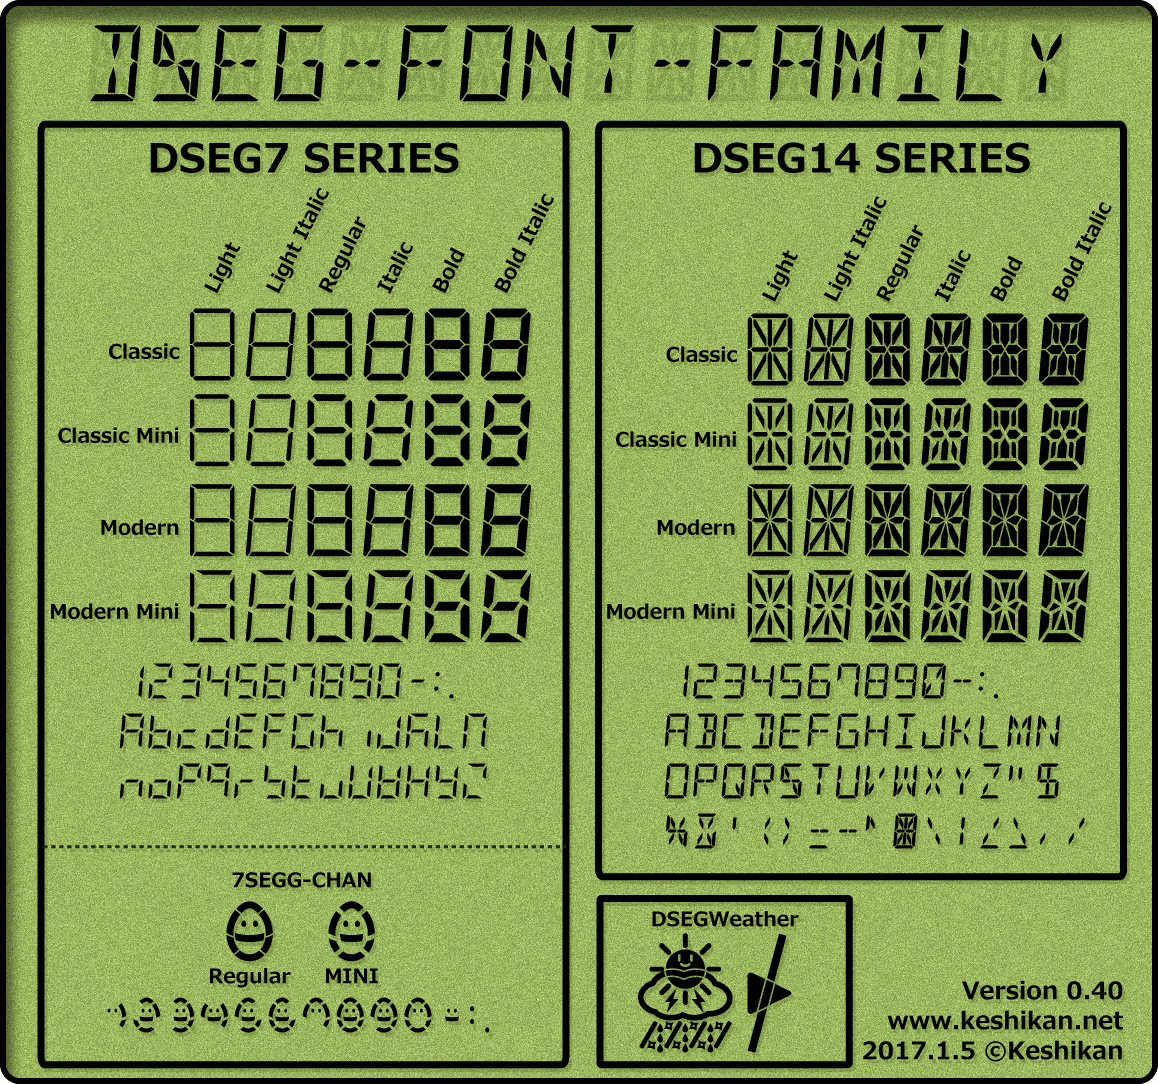 DSEG-FONT-FAMILY
DSEG7 SERIES
Light Light Italic Regular Italic Bold Bold Italic
Classic
Classic Mini
Modern
Modern Mini
1234567890-:.
AbcdEFGh iJKLM
noPqrStuVWXYZ
7SEGG-CHAN
Regular MINI
DSEG14 SERIES
Light Light Italic Regular Italic Bold Bold Italic
Classic
Classic Mini
Modern
Modern Mini
1234567890-:.
ABCDEFGHIJKLMN
OPQRSTUVWXYZ"$
DSEGWeather
Version 0.40
www.keshikan.net
2017.1.5 ©Keshikan